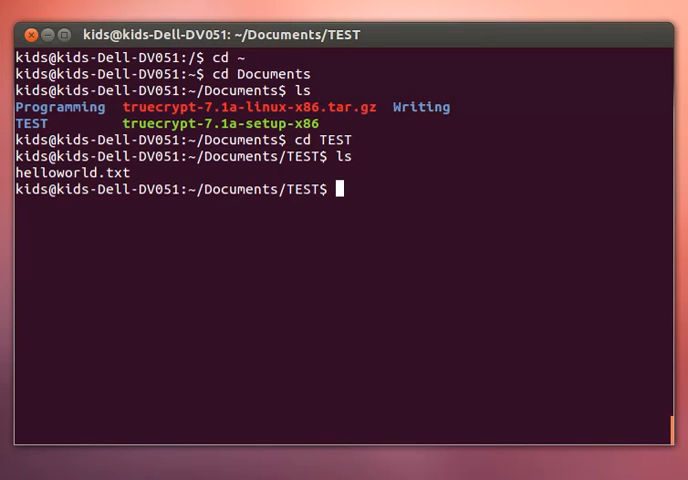 kids@kids-Dell-DV051: ~/Documents/TEST
kids@kids-Dell-DV051:/$ cd ~
kids@kids-Dell-DV051:~$ cd Documents
kids@kids-Dell-DV051:~/Documents$ ls
Programming  truecrypt-7.1a-linux-x86.tar.gz  Writing
TEST         truecrypt-7.1a-setup-x86
kids@kids-Dell-DV051:~/Documents$ cd TEST
kids@kids-Dell-DV051:~/Documents/TEST$ ls
helloworld.txt
kids@kids-Dell-DV051:~/Documents/TEST$